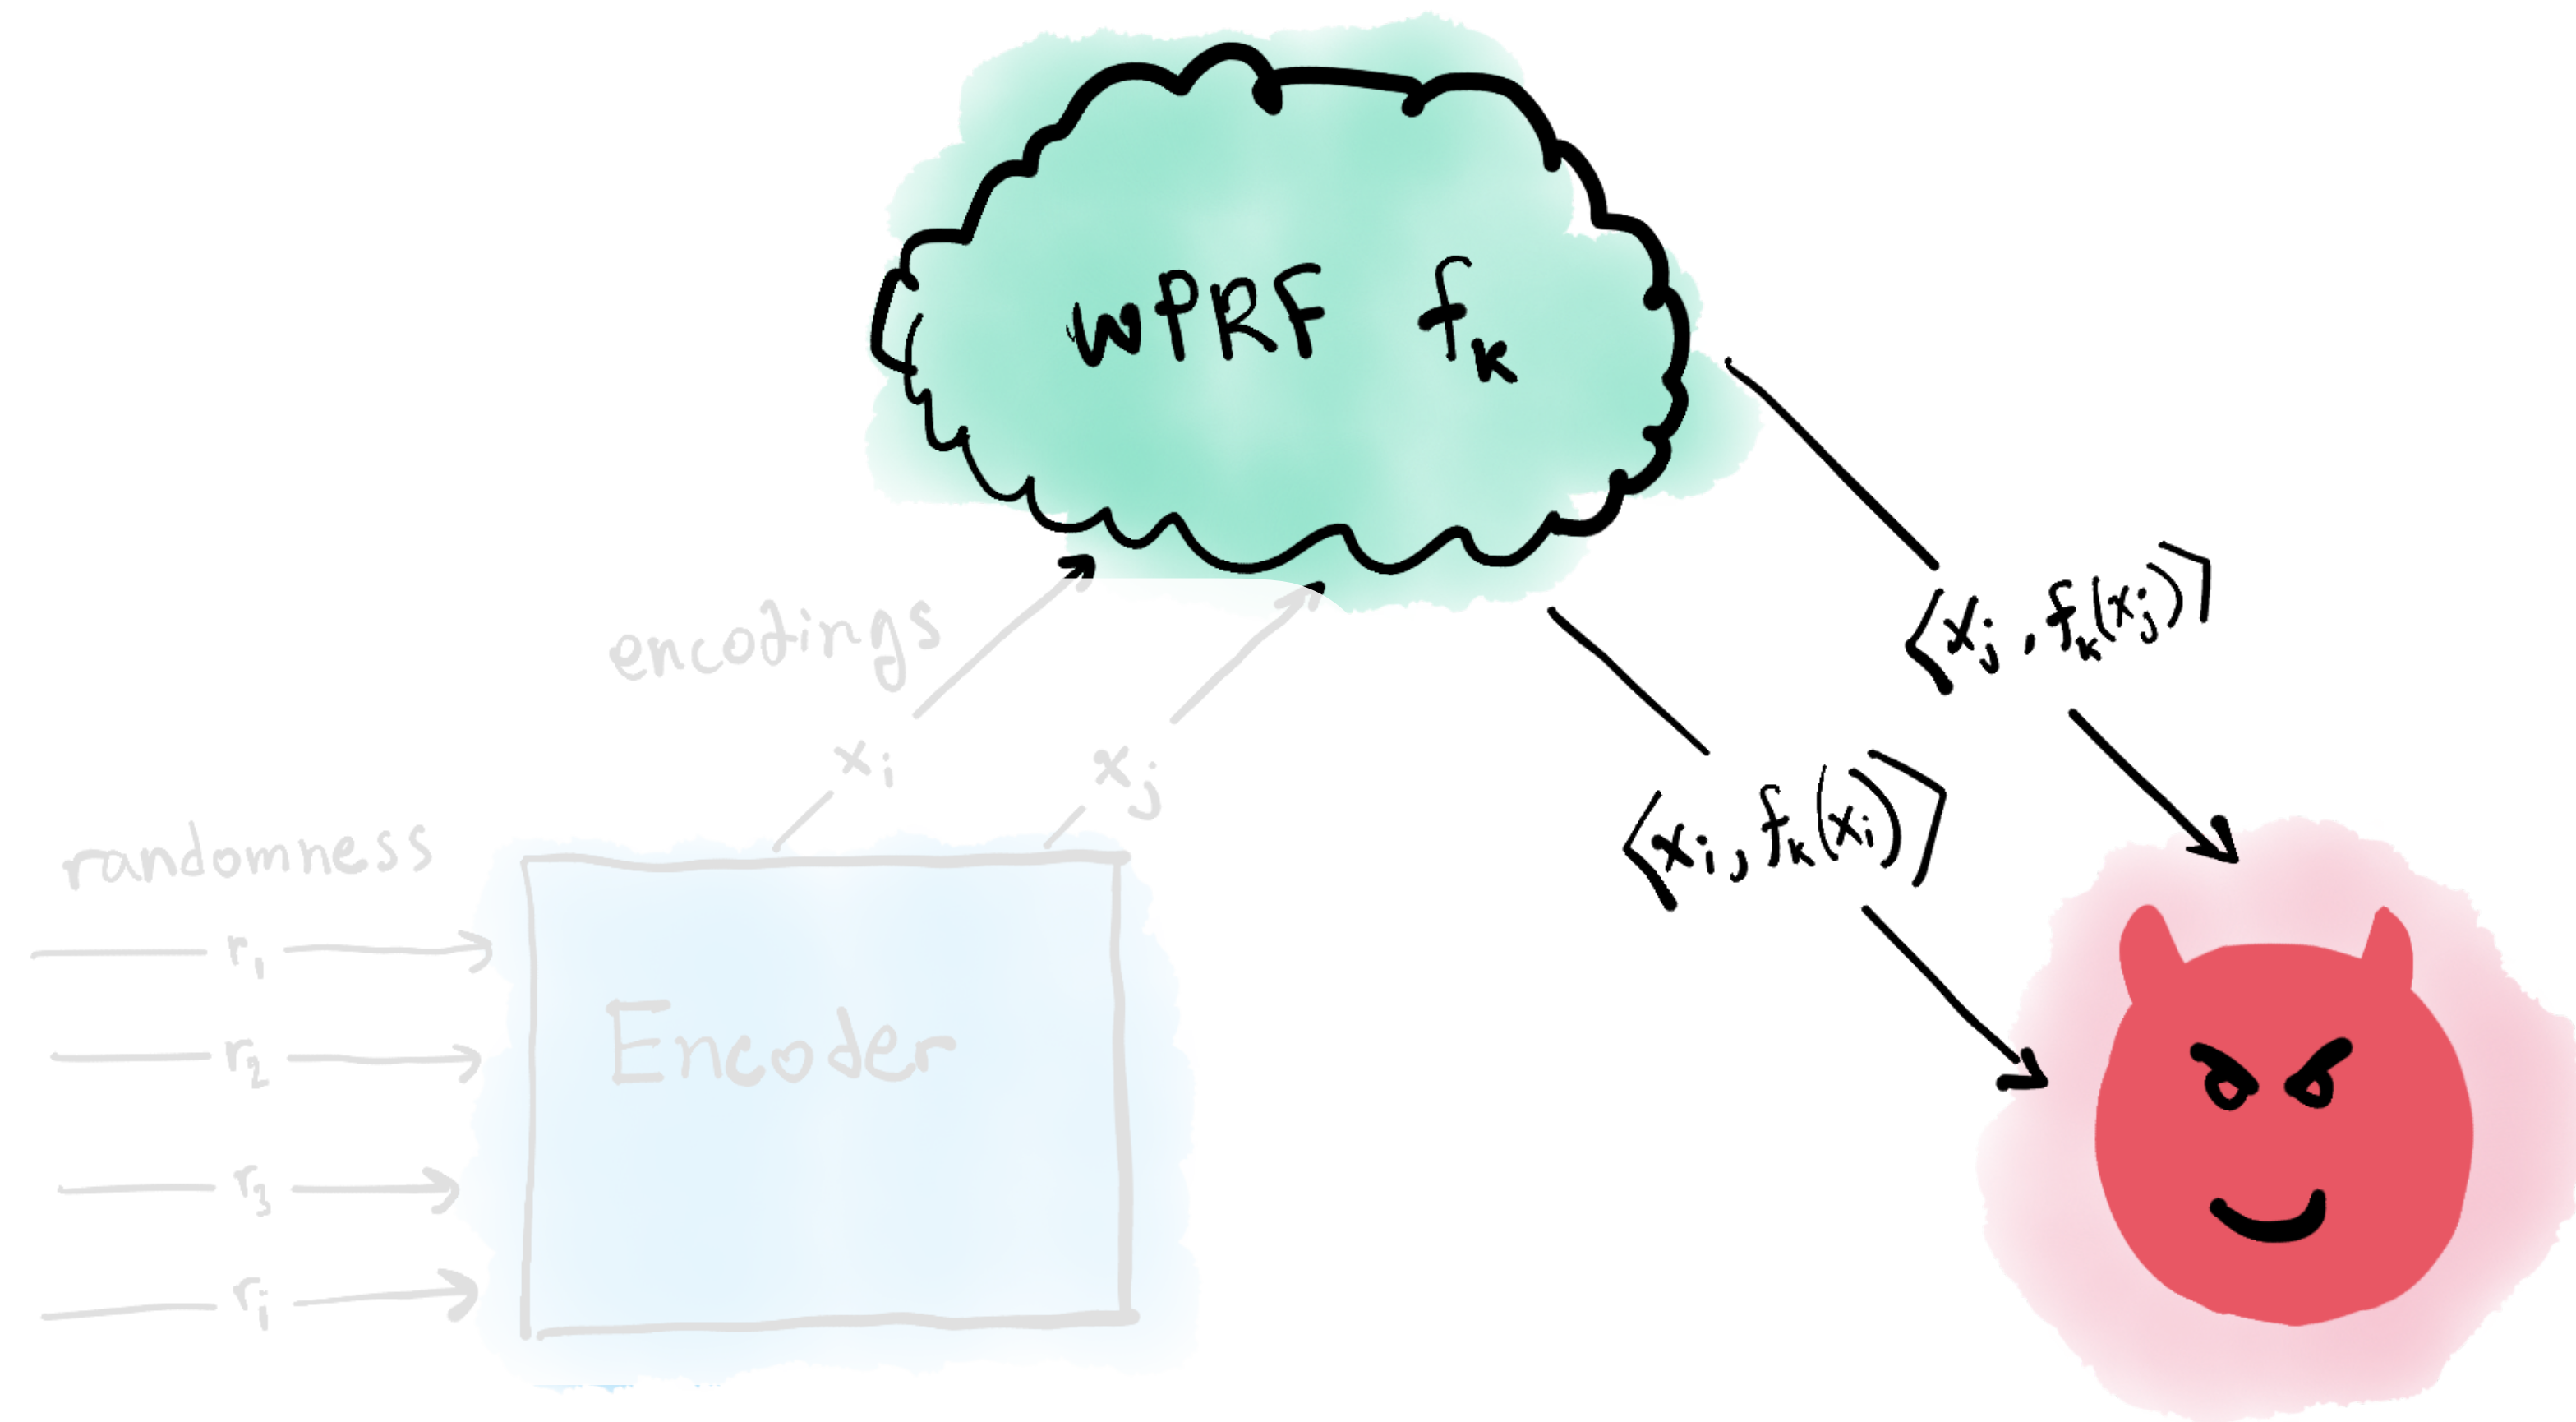 wPRF f_k
encodings
⟨x_j, f_k(x_j)⟩
x_i
x_j
⟨x_i, f_k(x_i)⟩
randomness
r_1
r_2
r_3
r_i
Encoder